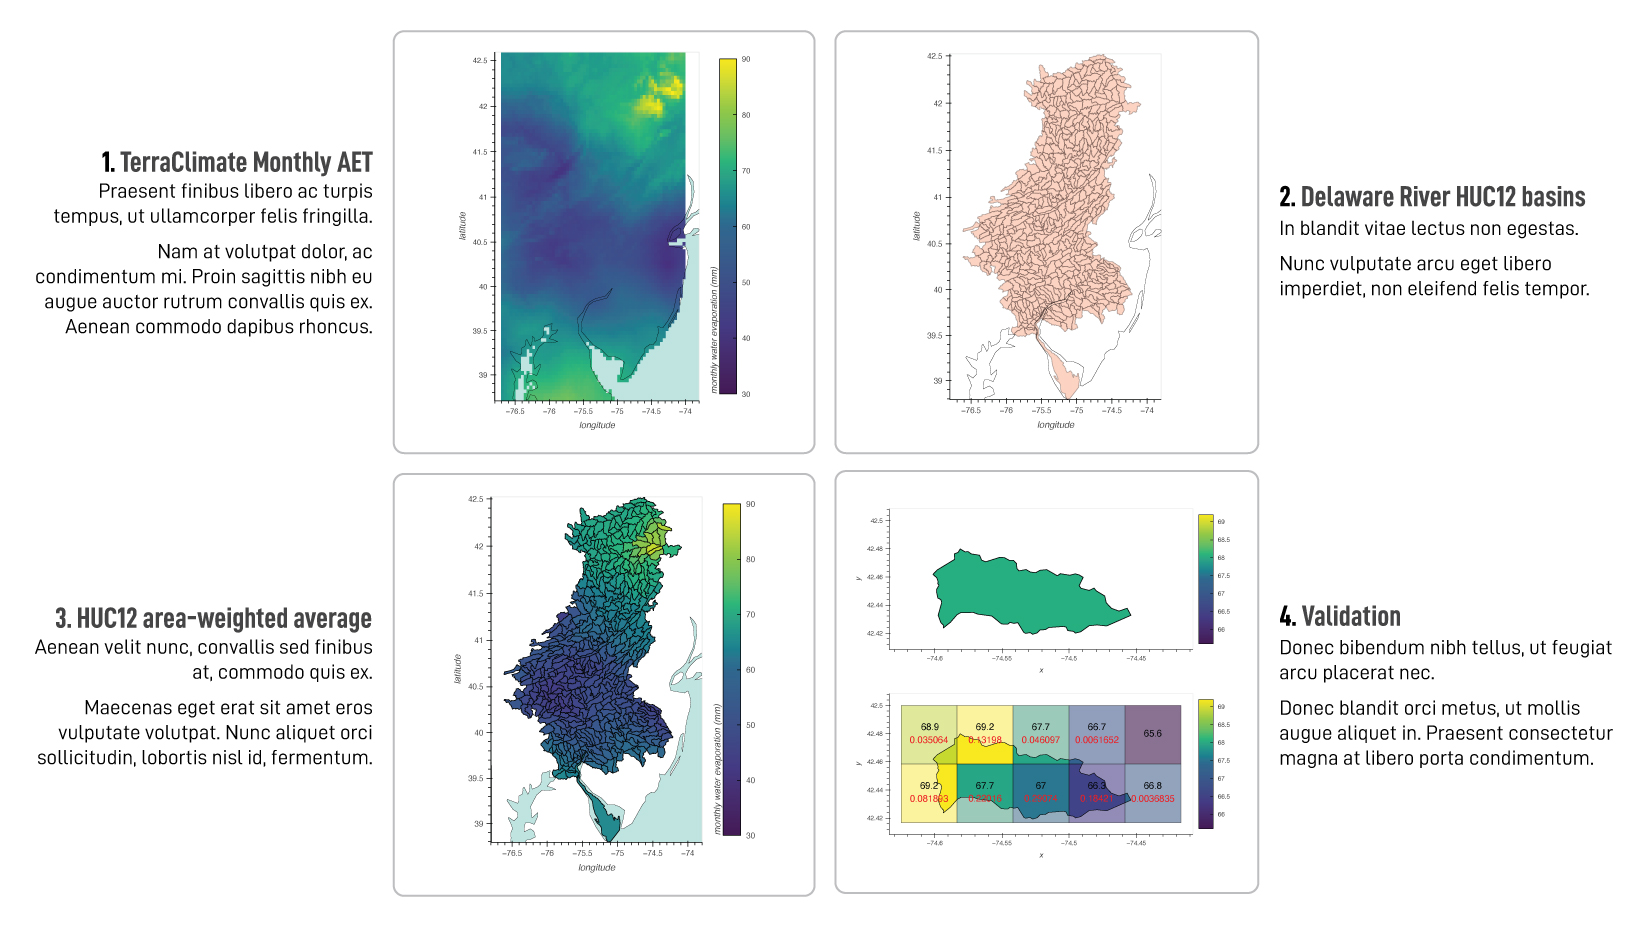 1. TerraClimate Monthly AET
Praesent finibus libero ac turpis
tempus, ut ullamcorper felis fringilla.
Nam at volutpat dolor, ac
condimentum mi. Proin sagittis nibh eu
augue auctor rutrum convallis quis ex.
Aenean commodo dapibus rhoncus.
42.5
42
41.5
41
40.5
40
39.5
39
latitude
−76.5 −76 −75.5 −75 −74.5 −74
longitude
90
80
70
60
50
40
30
monthly water evaporation (mm)
42.5
42
41.5
41
40.5
40
39.5
39
latitude
−76.5 −76 −75.5 −75 −74.5 −74
longitude
2. Delaware River HUC12 basins
In blandit vitae lectus non egestas.
Nunc vulputate arcu eget libero
imperdiet, non eleifend felis tempor.
3. HUC12 area-weighted average
Aenean velit nunc, convallis sed finibus
at, commodo quis ex.
Maecenas eget erat sit amet eros
vulputate volutpat. Nunc aliquet orci
sollicitudin, lobortis nisl id, fermentum.
42.5
42
41.5
41
40.5
40
39.5
39
latitude
−76.5 −76 −75.5 −75 −74.5 −74
longitude
90
80
70
60
50
40
30
monthly water evaporation (mm)
42.5
42.48
42.46
42.44
42.42
y
−74.6 −74.55 −74.5 −74.45
x
69
68.5
68
67.5
67
66.5
66
42.5
42.48
42.46
42.44
42.42
y
68.9 69.2 67.7 66.7 65.6
0.035064 0.13198 0.046097 0.0061652
69.2 67.7 67 66.3 66.8
0.081893 0.0036835
−74.6 −74.55 −74.5 −74.45
x
69
68.5
68
67.5
67
66.5
66
4. Validation
Donec bibendum nibh tellus, ut feugiat
arcu placerat nec.
Donec blandit orci metus, ut mollis
augue aliquet in. Praesent consectetur
magna at libero porta condimentum.